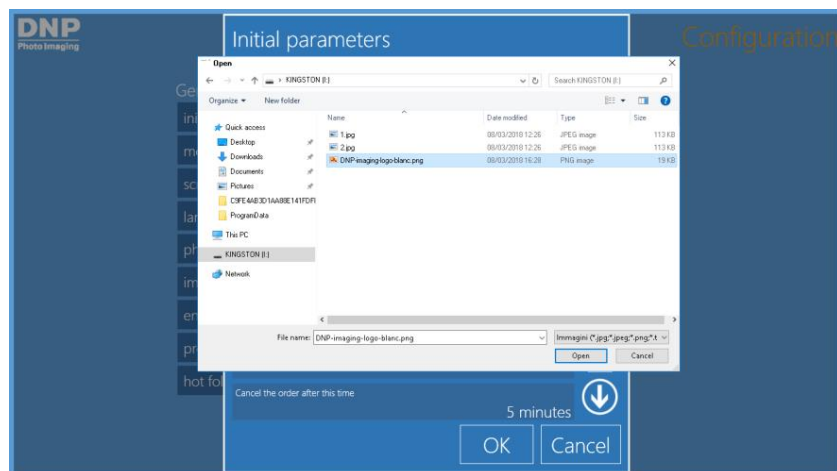 DNP
Photo Imaging
Initial parameters
Configuration
Open
KINGSTON (I:)
Search KINGSTON (I:)
Organize
New folder
Name
Date modified
Type
Size
Quick access
Desktop
Downloads
Documents
Pictures
ProgramData
This PC
KINGSTON (I:)
Network
1.jpg 08/03/2018 12:26 JPEG image 113 KB
2.jpg 08/03/2018 12:26 JPEG image 113 KB
DNP-imaging-logo-blanc.png 08/03/2018 16:28 PNG image 19 KB
File name: DNP-imaging-logo-blanc.png
Immagini (*.jpg;*.jpeg;*.png;*.t
Open
Cancel
hot fol
Cancel the order after this time
5 minutes
OK
Cancel